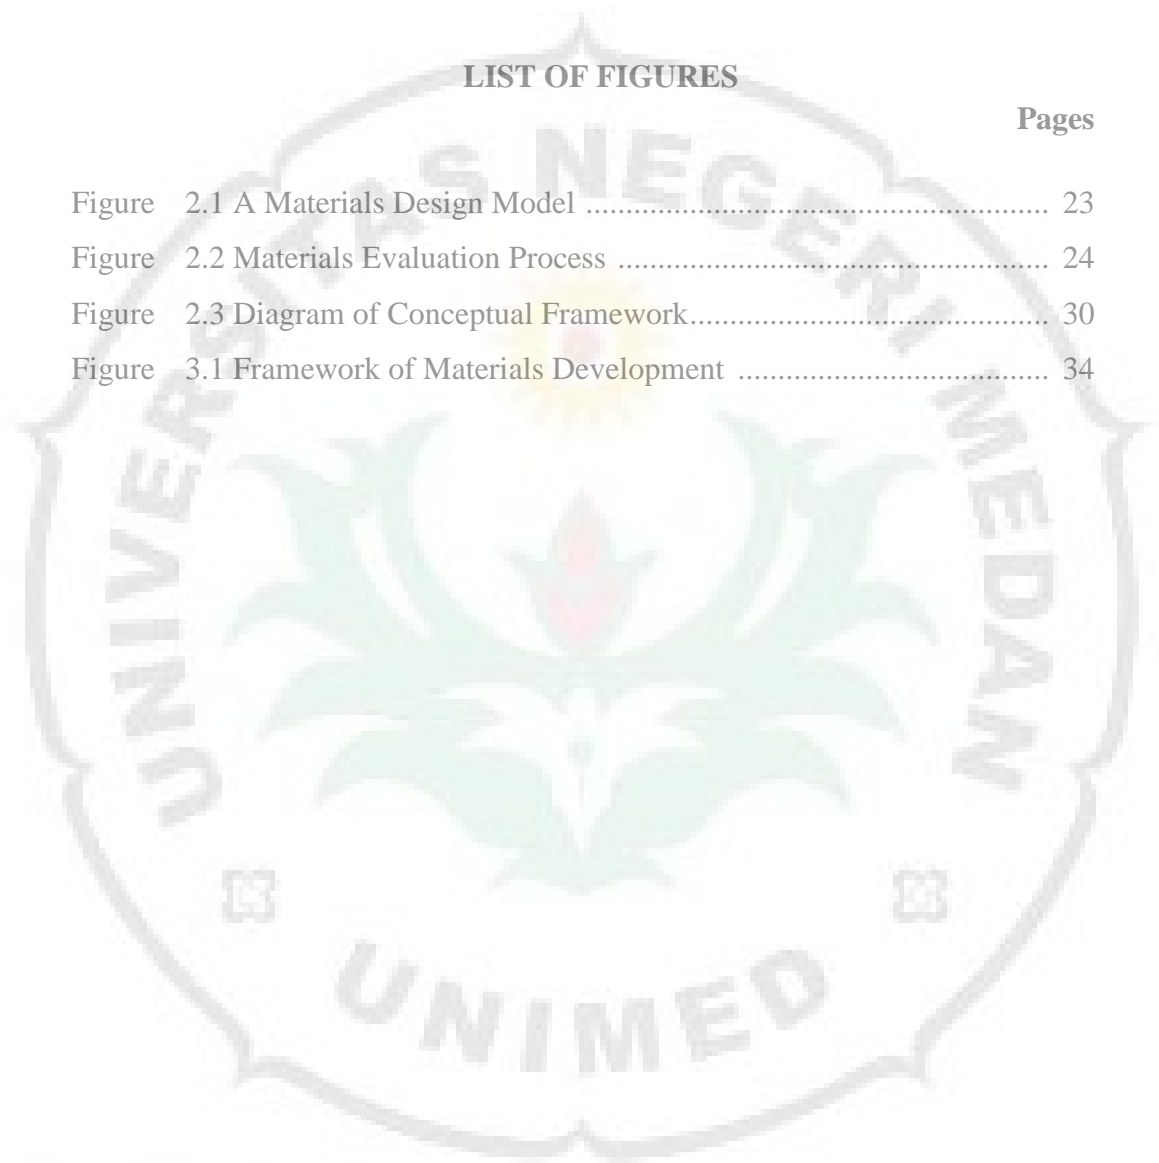 LIST OF FIGURES
Pages
Figure 2.1 A Materials Design Model ................................................ 23
Figure 2.2 Materials Evaluation Process ............................................. 24
Figure 2.3 Diagram of Conceptual Framework...................................... 30
Figure 3.1 Framework of Materials Development ................................. 34
UNIVERSITAS NEGERI MEDAN
UNIMED